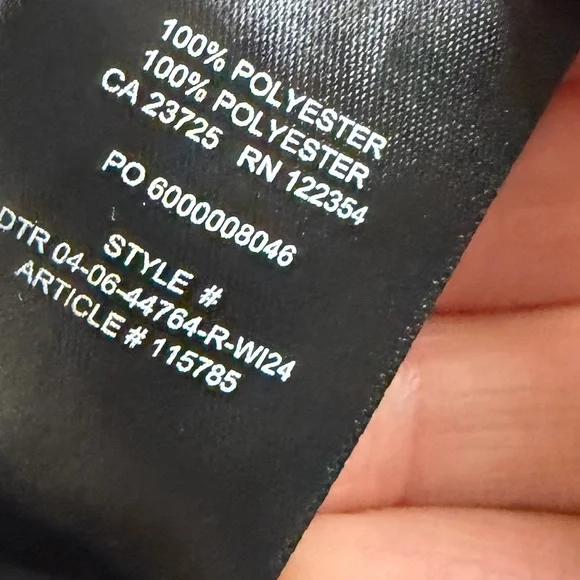 100% POLYESTER
100% POLYESTER
CA 23725 RN 122354
PO 6000008046
STYLE #
DTR 04-06-44764-R-WI24
ARTICLE # 115785